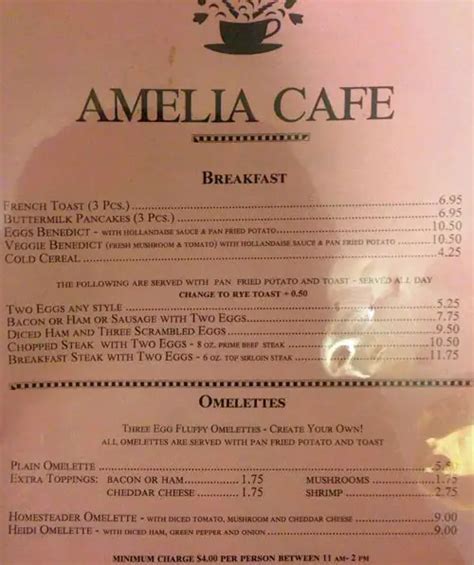 AMELIA CAFE
BREAKFAST
FRENCH TOAST (3 PCS.) 6.95
BUTTERMILK PANCAKES (3 PCS.) 6.95
EGGS BENEDICT - WITH HOLLANDAISE SAUCE & PAN FRIED POTATO 10.50
VEGGIE BENEDICT (FRESH MUSHROOM & TOMATO) WITH HOLLANDAISE SAUCE & PAN FRIED POTATO 10.50
COLD CEREAL 4.25
THE FOLLOWING ARE SERVED WITH PAN FRIED POTATO AND TOAST - SERVED ALL DAY
CHANGE TO RYE TOAST + 0.50
TWO EGGS ANY STYLE 5.25
BACON OR HAM OR SAUSAGE WITH TWO EGGS 7.75
DICED HAM AND THREE SCRAMBLED EGGS 9.50
CHOPPED STEAK WITH TWO EGGS - 8 OZ. PRIME BEEF STEAK 10.50
BREAKFAST STEAK WITH TWO EGGS - 6 OZ. TOP SIRLOIN STEAK 11.75
OMELETTES
THREE EGG FLUFFY OMELETTES - CREATE YOUR OWN!
ALL OMELETTES ARE SERVED WITH PAN FRIED POTATO AND TOAST
PLAIN OMELETTE 5.50
EXTRA TOPPINGS: BACON OR HAM 1.75 MUSHROOMS 1.75
CHEDDAR CHEESE 1.75 SHRIMP 2.75
HOMESTEADER OMELETTE - WITH DICED TOMATO, MUSHROOM AND CHEDDAR CHEESE 9.00
HEIDI OMELETTE - WITH DICED HAM, GREEN PEPPER AND ONION 9.00
MINIMUM CHARGE $4.00 PER PERSON BETWEEN 11 AM - 2 PM